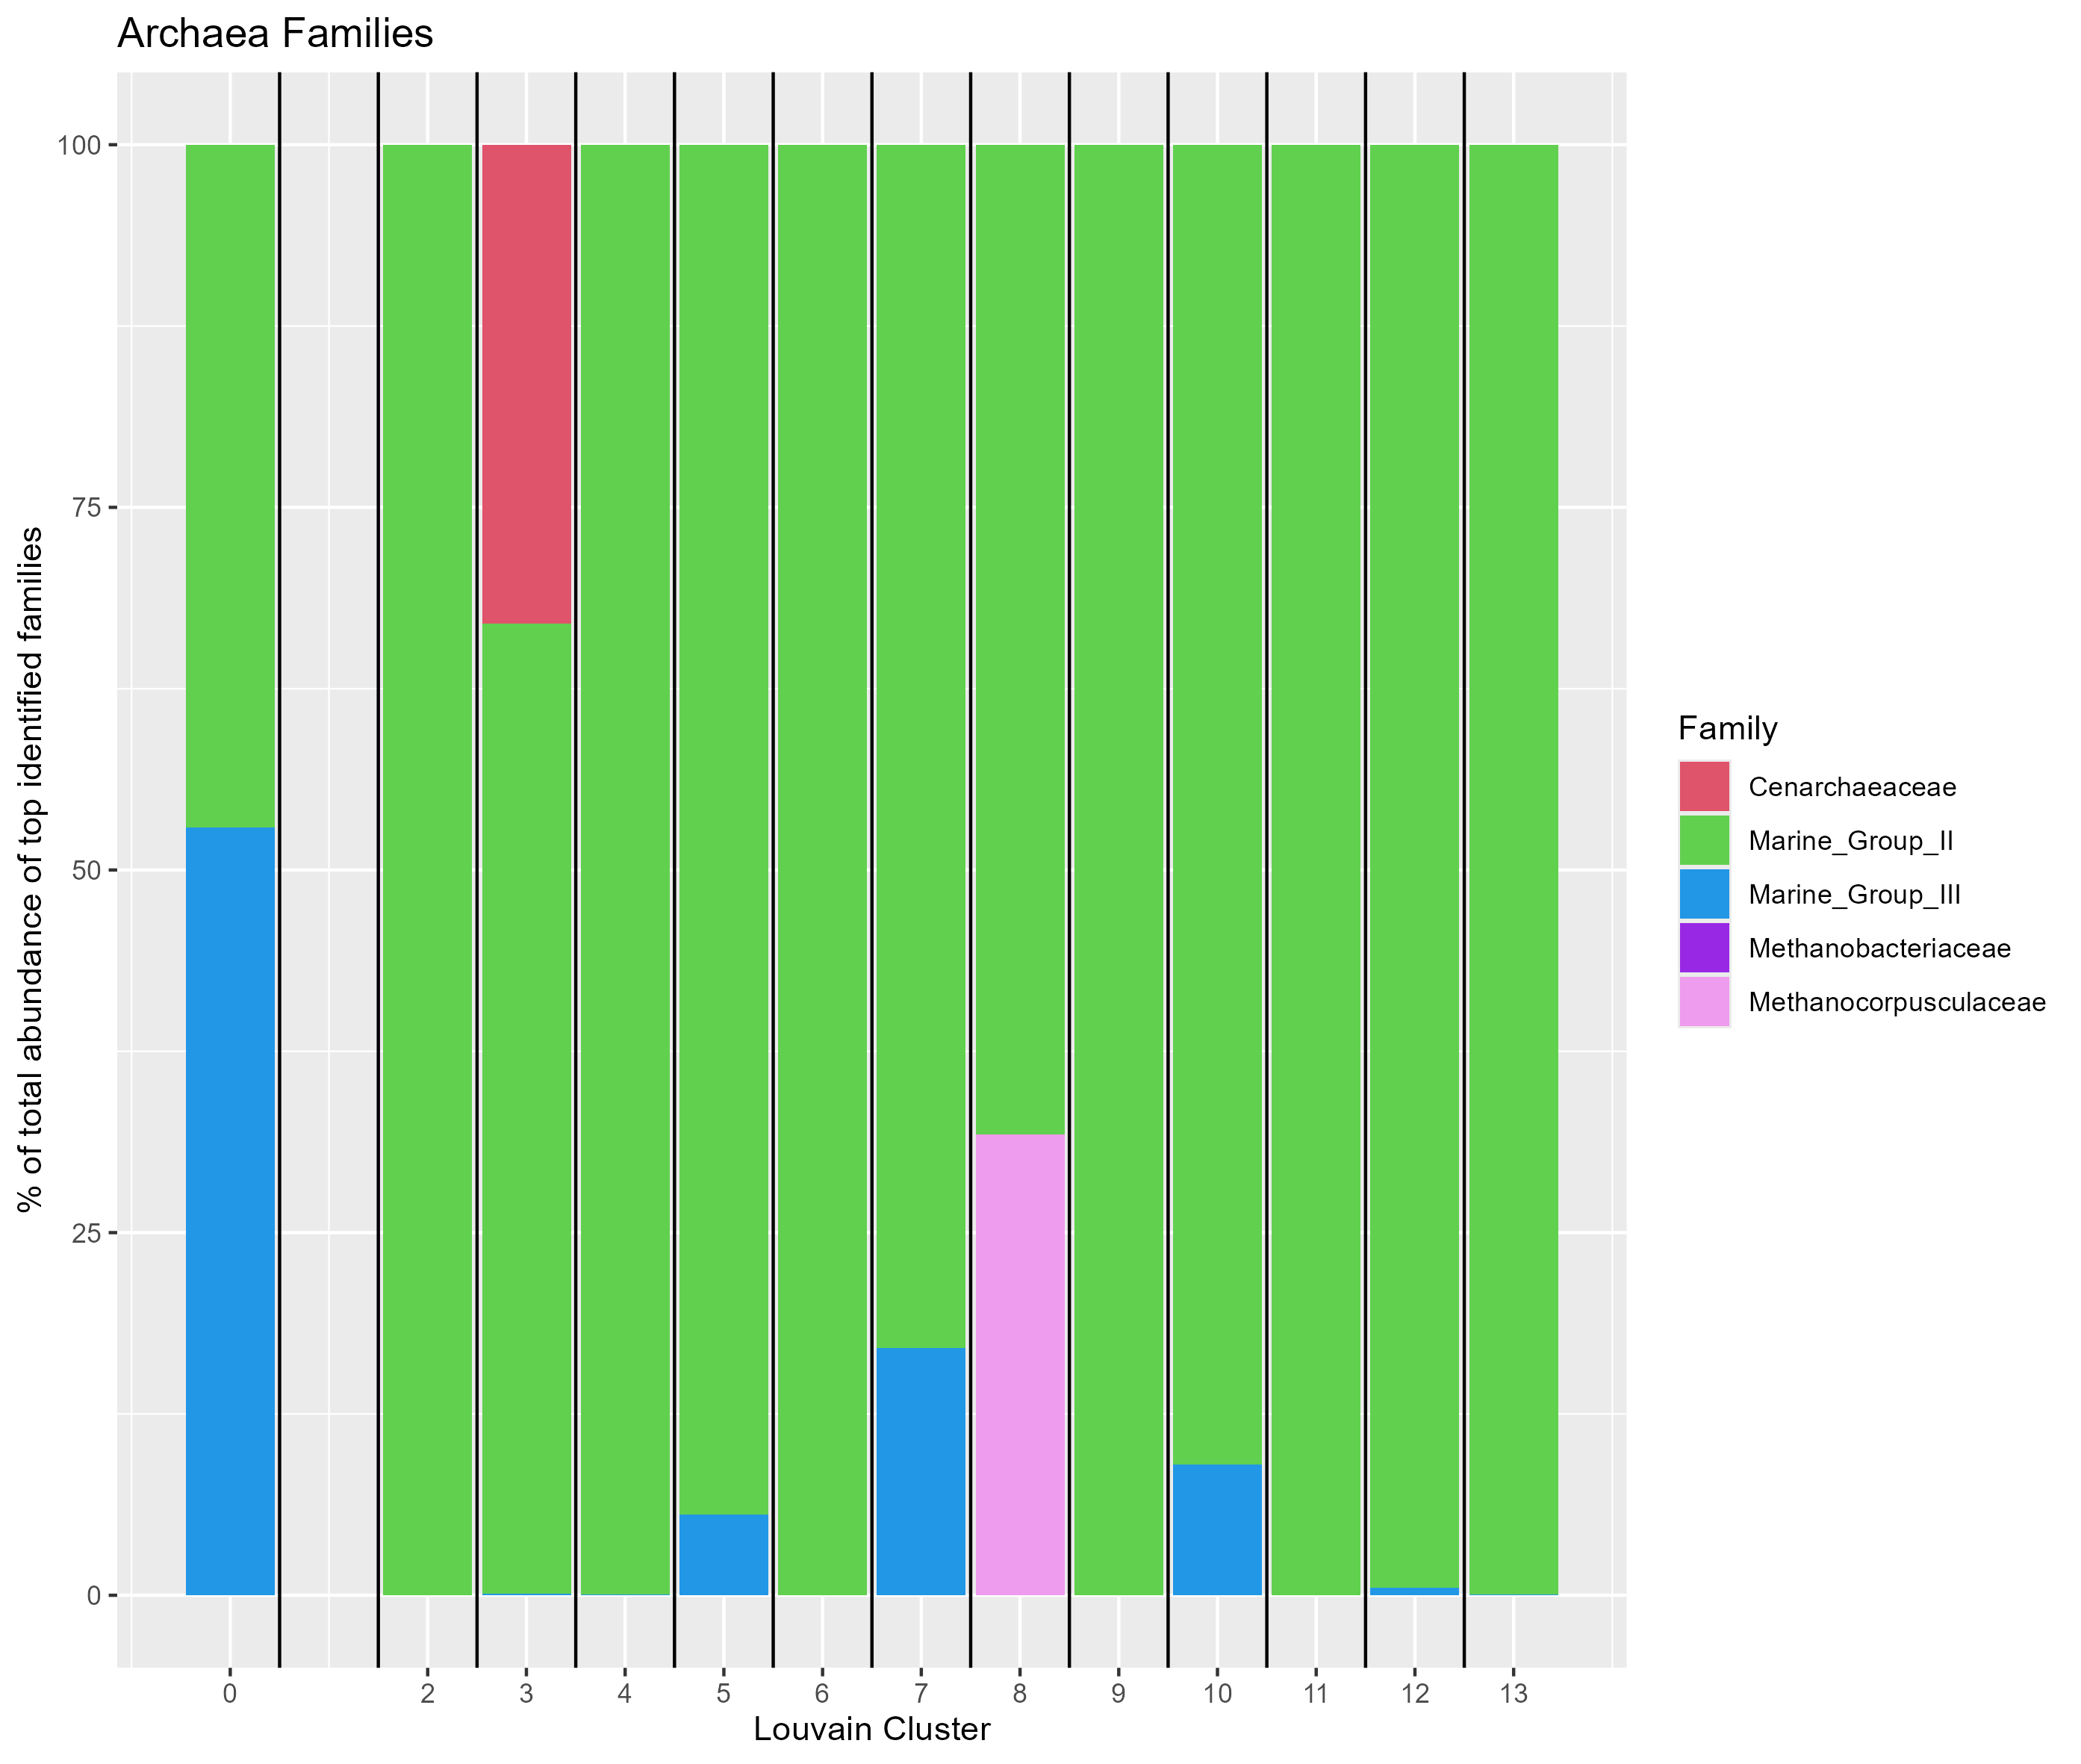 Archaea Families
% of total abundance of top identified families
100
75
50
25
0
0 2 3 4 5 6 7 8 9 10 11 12 13
Louvain Cluster
Family
Cenarchaeaceae
Marine_Group_II
Marine_Group_III
Methanobacteriaceae
Methanocorpusculaceae